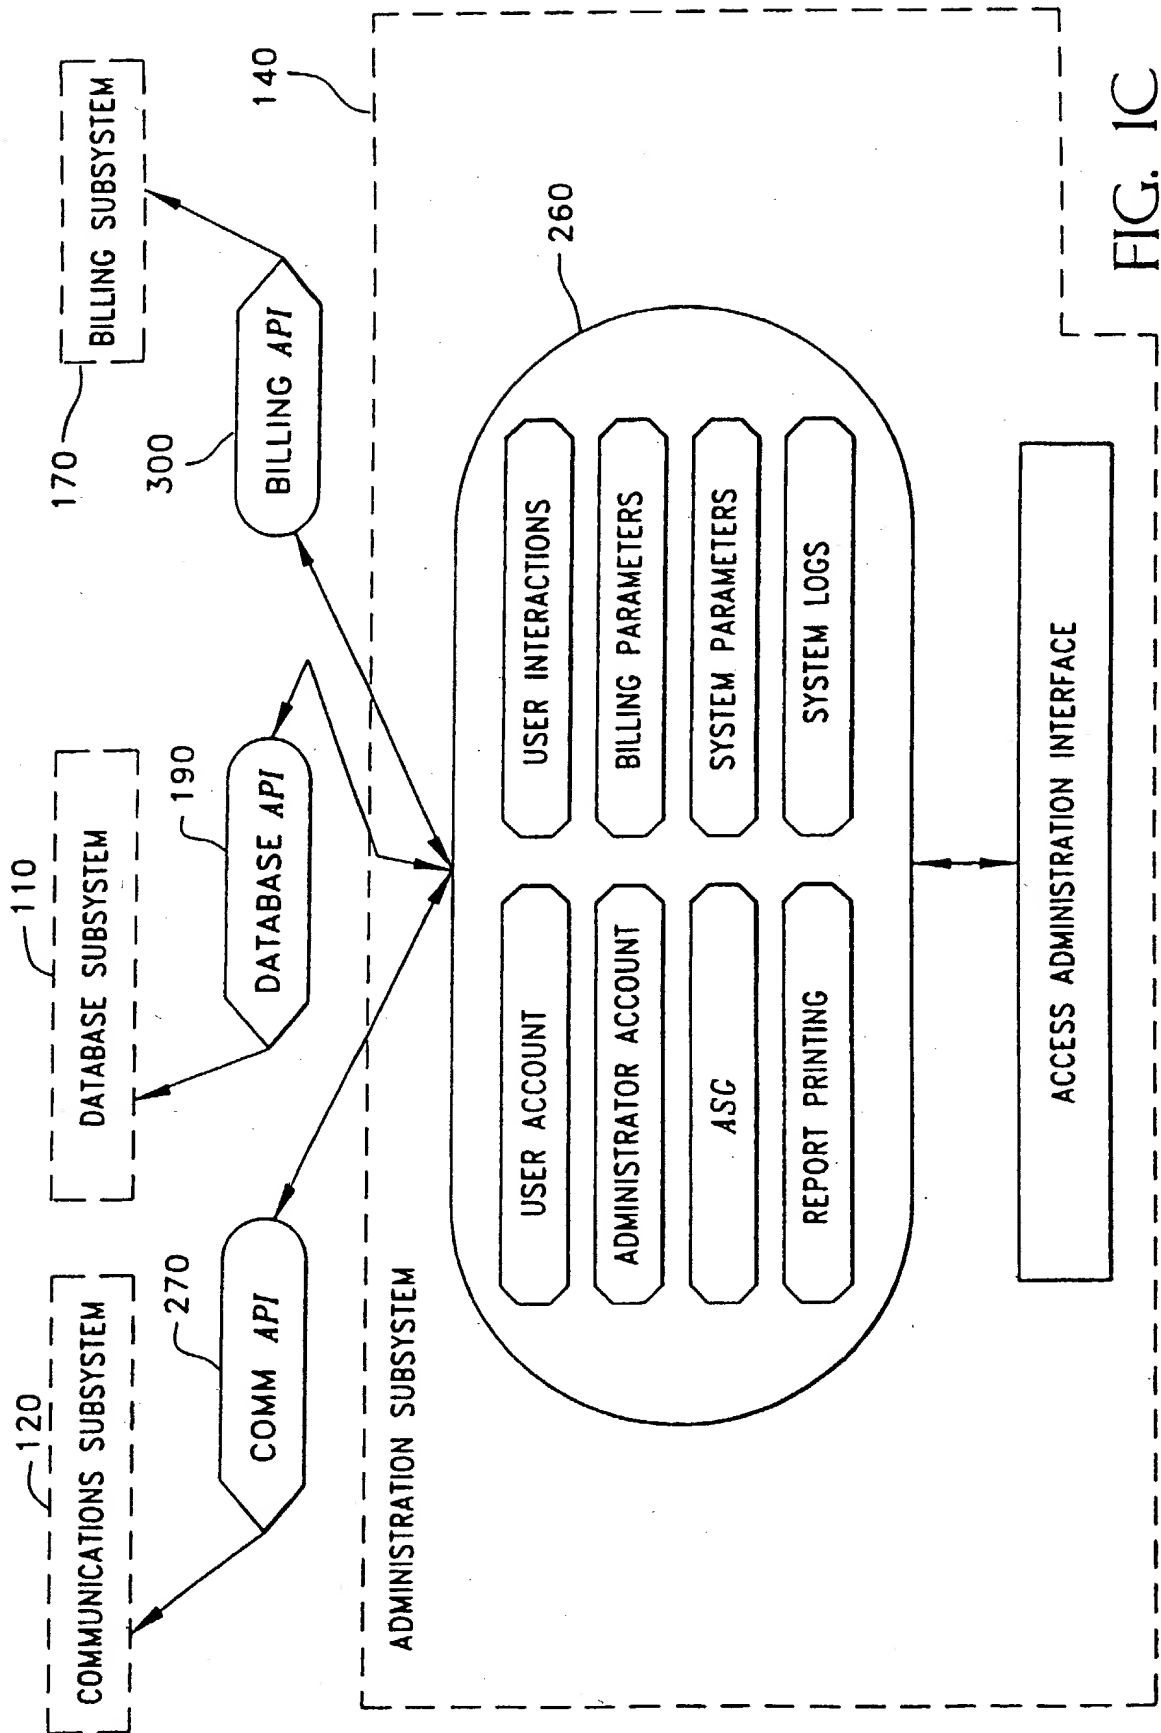 120
COMMUNICATIONS SUBSYSTEM
110
DATABASE SUBSYSTEM
170
BILLING SUBSYSTEM
270
COMM API
190
DATABASE API
300
BILLING API
140
ADMINISTRATION SUBSYSTEM
260
USER ACCOUNT
USER INTERACTIONS
ADMINISTRATOR ACCOUNT
BILLING PARAMETERS
ASG
SYSTEM PARAMETERS
REPORT PRINTING
SYSTEM LOGS
ACCESS ADMINISTRATION INTERFACE
FIG. 1C